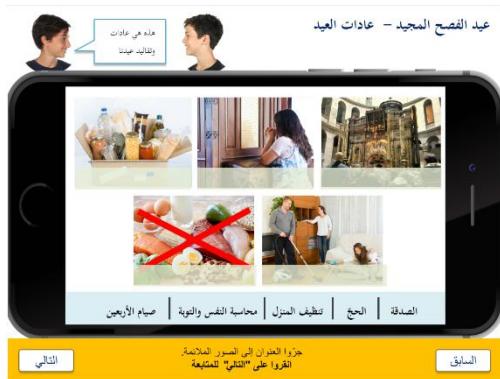 عيد الفصح المجيد – عادات العيد
هذه هي عادات
وتقاليد عيدنا
الصدقة | الحجّ | تنظيف المنزل | محاسبة النفس والتوبة | صيام الأربعين
السابق
جرّوا العنوان إلى الصور الملائمة.
انقروا على "التالي" للمتابعة
التالي